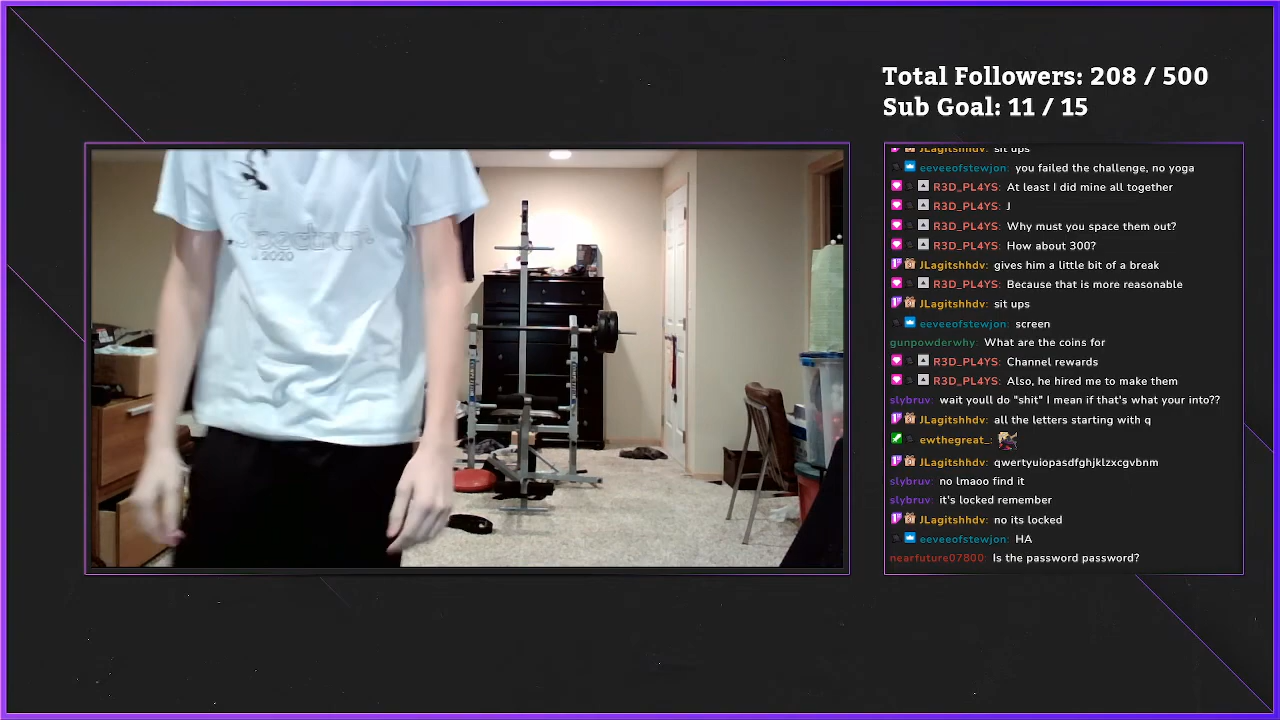 Total Followers: 208 / 500
Sub Goal: 11 / 15
JLagitshhdv: sit ups
eeveeofstewjon: you failed the challenge, no yoga
R3D_PL4YS: At least I did mine all together
R3D_PL4YS: J
R3D_PL4YS: Why must you space them out?
R3D_PL4YS: How about 300?
JLagitshhdv: gives him a little bit of a break
R3D_PL4YS: Because that is more reasonable
JLagitshhdv: sit ups
eeveeofstewjon: screen
gunpowderwhy: What are the coins for
R3D_PL4YS: Channel rewards
R3D_PL4YS: Also, he hired me to make them
slybruv: wait youll do "shit" I mean if that's what your into??
JLagitshhdv: all the letters starting with q
ewthegreat_:
JLagitshhdv: qwertyuiopasdfghjklzxcgvbnm
slybruv: no lmaoo find it
slybruv: it's locked remember
JLagitshhdv: no its locked
eeveeofstewjon: HA
nearfuture07800: Is the password password?
Spectrum
2020